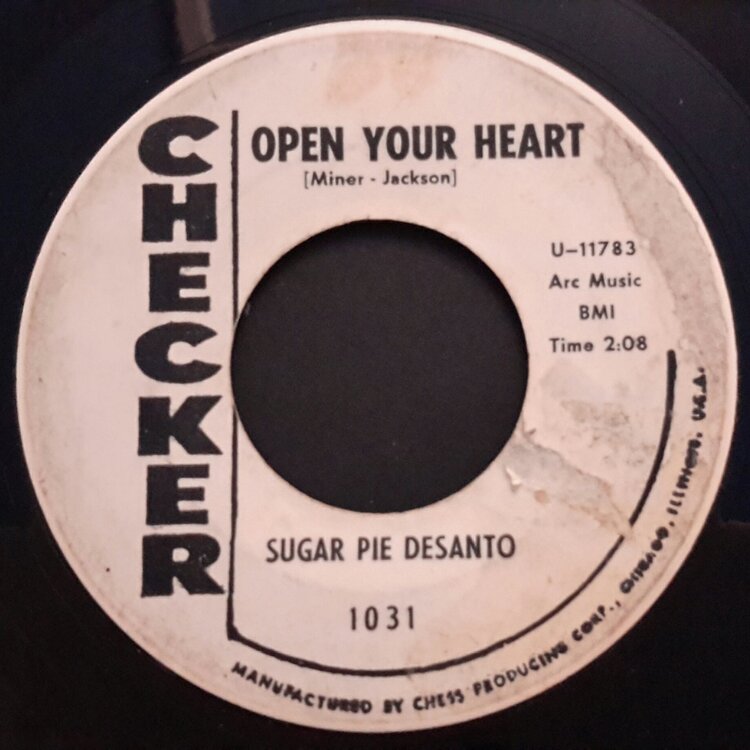 CHECKER
OPEN YOUR HEART
[Miner - Jackson]
U-11783
Arc Music
BMI
Time 2:08
SUGAR PIE DESANTO
1031
MANUFACTURED BY CHESS PRODUCING CORP., CHICAGO, ILLINOIS, U.S.A.